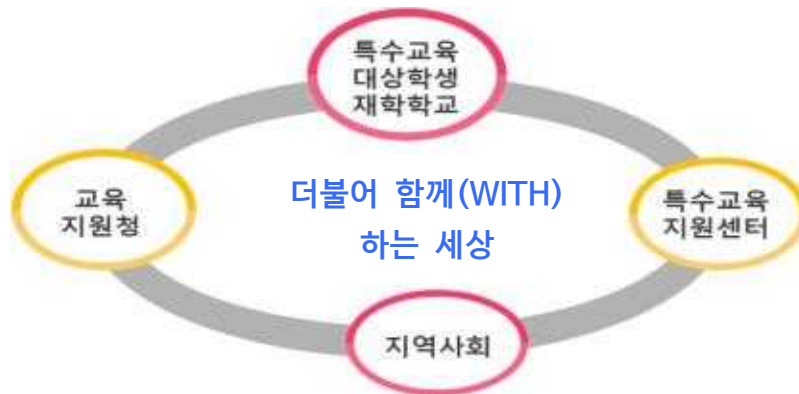 특수교육
대상학생
재학학교
교육
지원청
더불어 함께(WITH)
하는 세상
특수교육
지원센터
지역사회